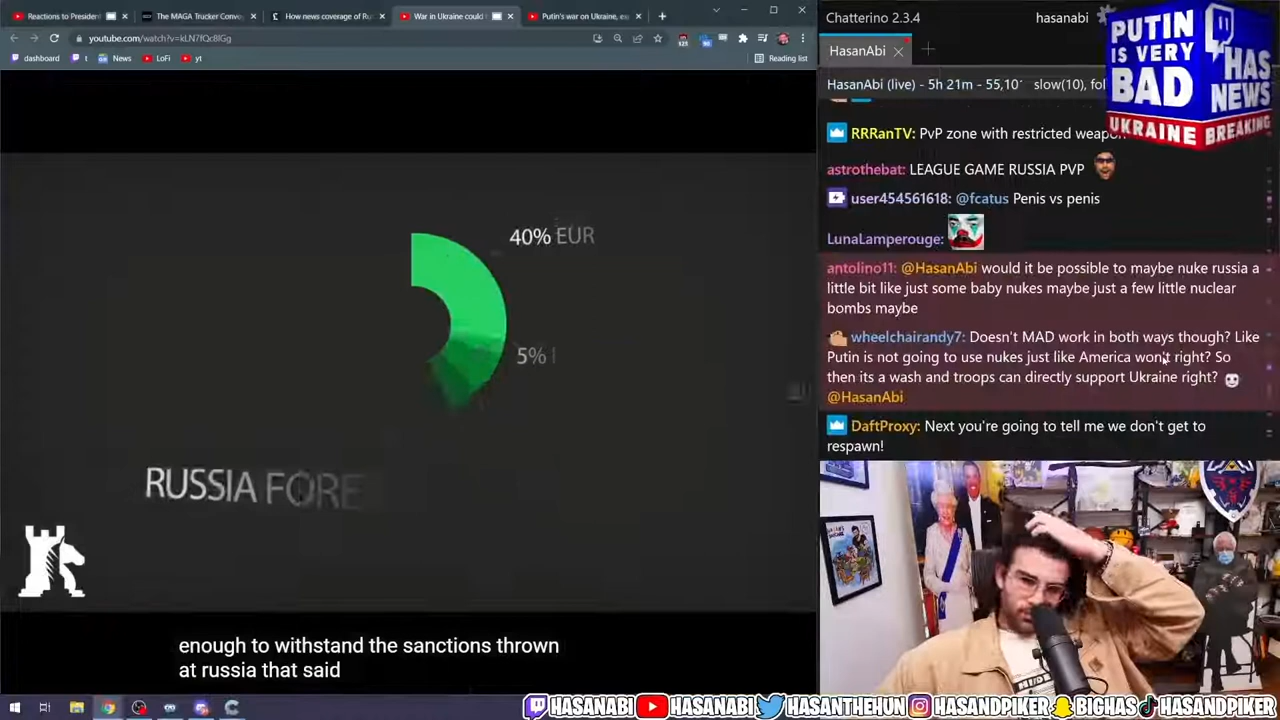 Reactions to President
The MAGA Trucker Convo
How news coverage of Ru
War in Ukraine could
Putin's war on Ukraine, ex
youtube.com/watch?v=kLN7fQc8lGg
dashboard
t
News
LoFi
yt
Reading list
40% EUR
5%
RUSSIA FORE
enough to withstand the sanctions thrown
at russia that said
Chatterino 2.3.4
hasanabi
HasanAbi
HasanAbi (live) - 5h 21m - 55,10
slow(10), fol
PUTIN
IS VERY
BAD
HAS
NEWS
UKRAINE BREAKING
RRRanTV: PvP zone with restricted weapon
astrothebat: LEAGUE GAME RUSSIA PVP
user454561618: @fcatus Penis vs penis
LunaLamperouge:
antolino11: @HasanAbi would it be possible to maybe nuke russia a
little bit like just some baby nukes maybe just a few little nuclear
bombs maybe
wheelchairandy7: Doesn't MAD work in both ways though? Like
Putin is not going to use nukes just like America won't right? So
then its a wash and troops can directly support Ukraine right?
@HasanAbi
DaftProxy: Next you're going to tell me we don't get to
respawn!
HASANABI
HASANABI
HASANTHEHUN
HASANDPIKER
BIGHAS
HASANDPIKER